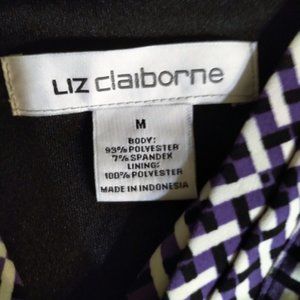 LIZ claiborne
M
BODY:
93% POLYESTER
7% SPANDEX
LINING:
100% POLYESTER
MADE IN INDONESIA